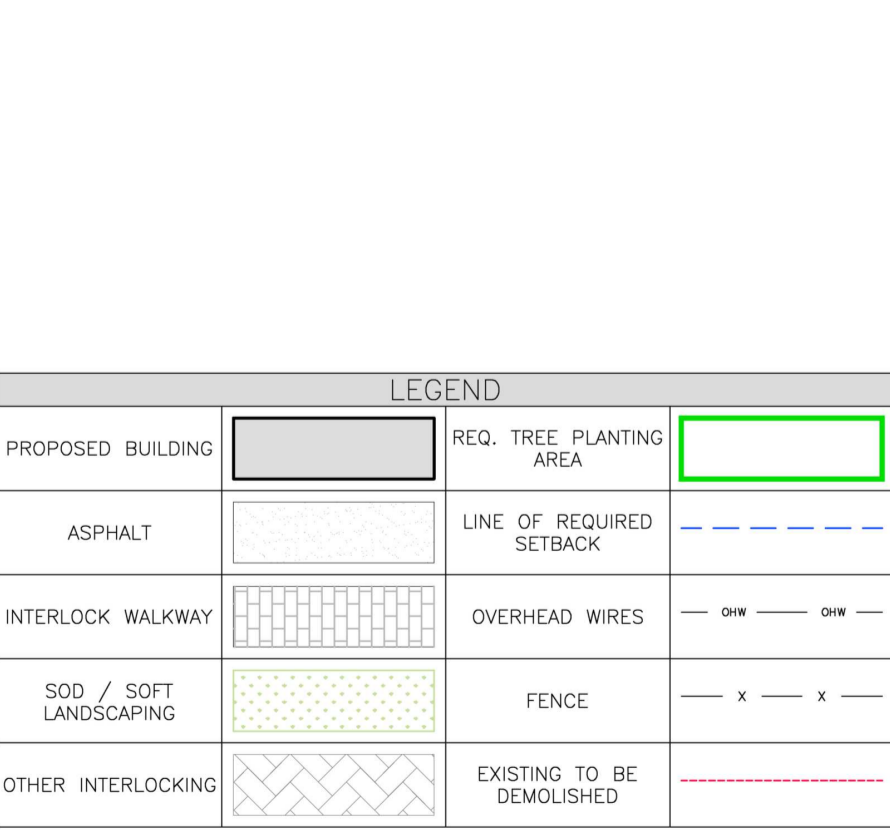 LEGEND
PROPOSED BUILDING
REQ. TREE PLANTING
AREA
ASPHALT
LINE OF REQUIRED
SETBACK
INTERLOCK WALKWAY
OVERHEAD WIRES
OHW OHW
SOD / SOFT
LANDSCAPING
FENCE
X X
OTHER INTERLOCKING
EXISTING TO BE
DEMOLISHED